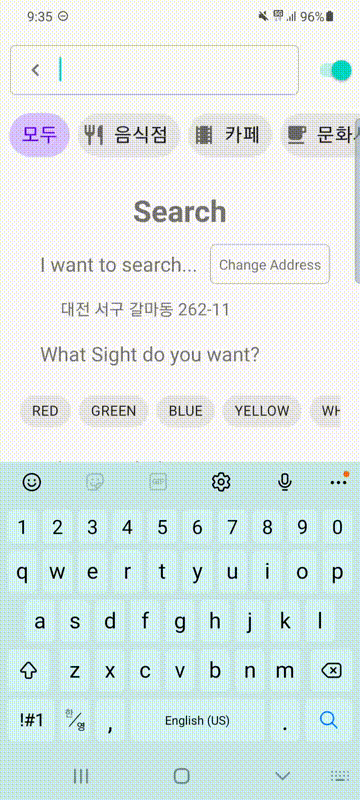 9:35 5G 96%
모두 음식점 카페 문화
Search
I want to search... Change Address
대전 서구 갈마동 262-11
What Sight do you want?
RED GREEN BLUE YELLOW WH
GIF
1 2 3 4 5 6 7 8 9 0
q w e r t y u i o p
a s d f g h j k l
z x c v b n m
!#1 한/영 , English (US) .